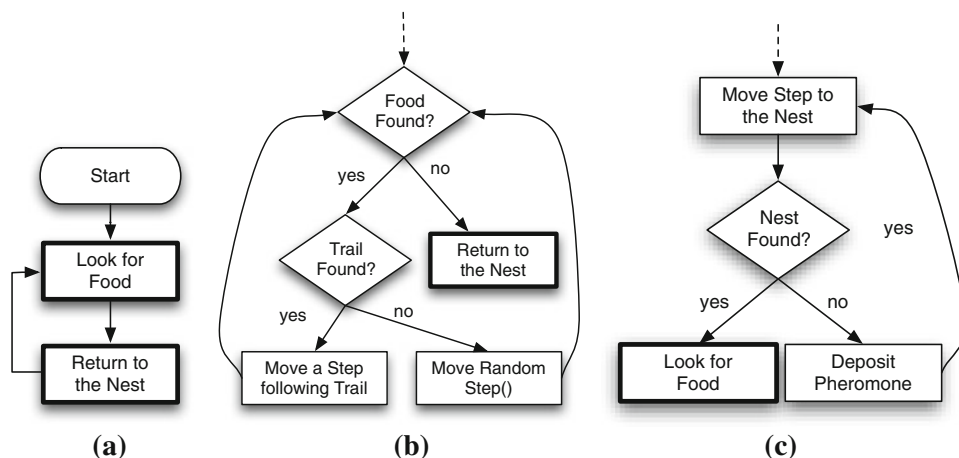 Start
Look for
Food
Return to
the Nest
(a)
Food
Found?
yes
no
Trail
Found?
Return to
the Nest
yes
no
Move a Step
following Trail
Move Random
Step()
(b)
Move Step to
the Nest
Nest
Found?
yes
yes
no
Look for
Food
Deposit
Pheromone
(c)